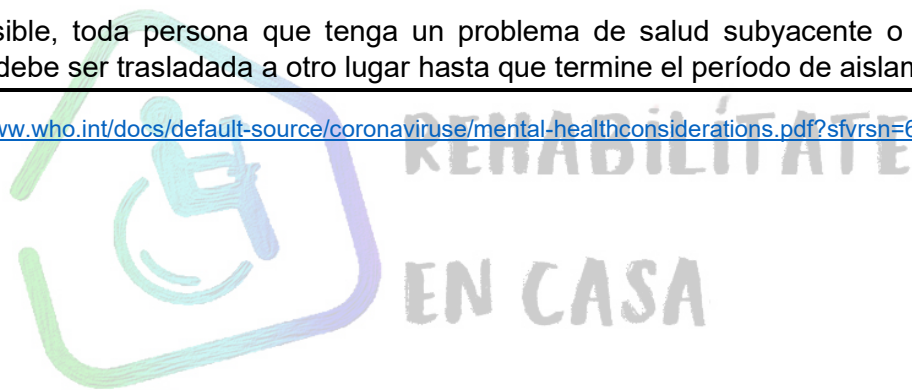 sible, toda persona que tenga un problema de salud subyacente o
debe ser trasladada a otro lugar hasta que termine el período de aislam
ww.who.int/docs/default-source/coronaviruse/mental-healthconsiderations.pdf?sfvrsn=6
REHABILÍTATE
EN CASA